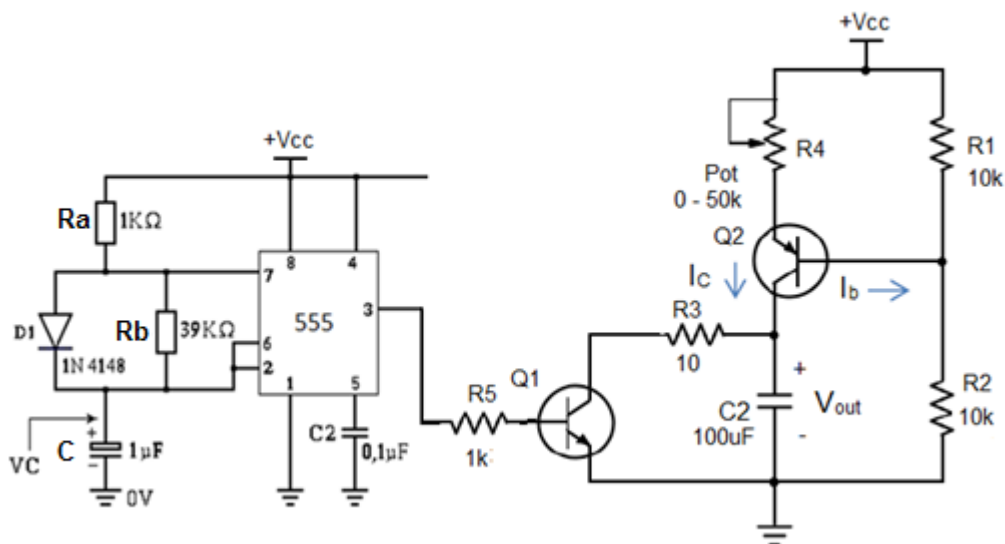 +Vcc
R4
R1
10k
Pot
0 - 50k
Q2
IC
Ib
+Vcc
Ra
1KΩ
D1
1N4148
Rb
39KΩ
7
8
4
555
3
6
2
1
5
C2
0,1µF
VC
C
+
-
1µF
0V
R5
1k
Q1
R3
10
C2
100uF
+
Vout
-
R2
10k